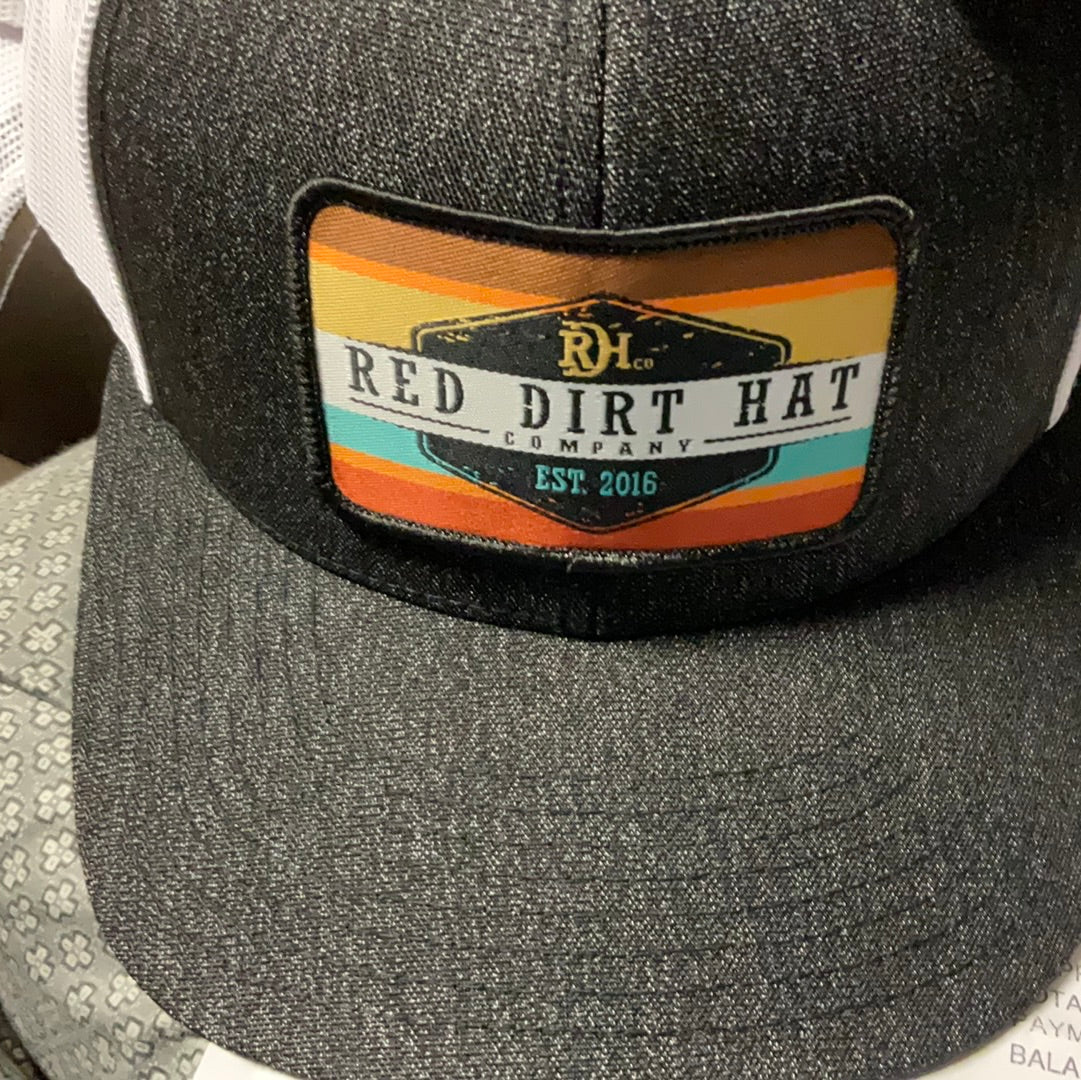 RDH CO
RED DIRT HAT
COMPANY
EST. 2016
BALA